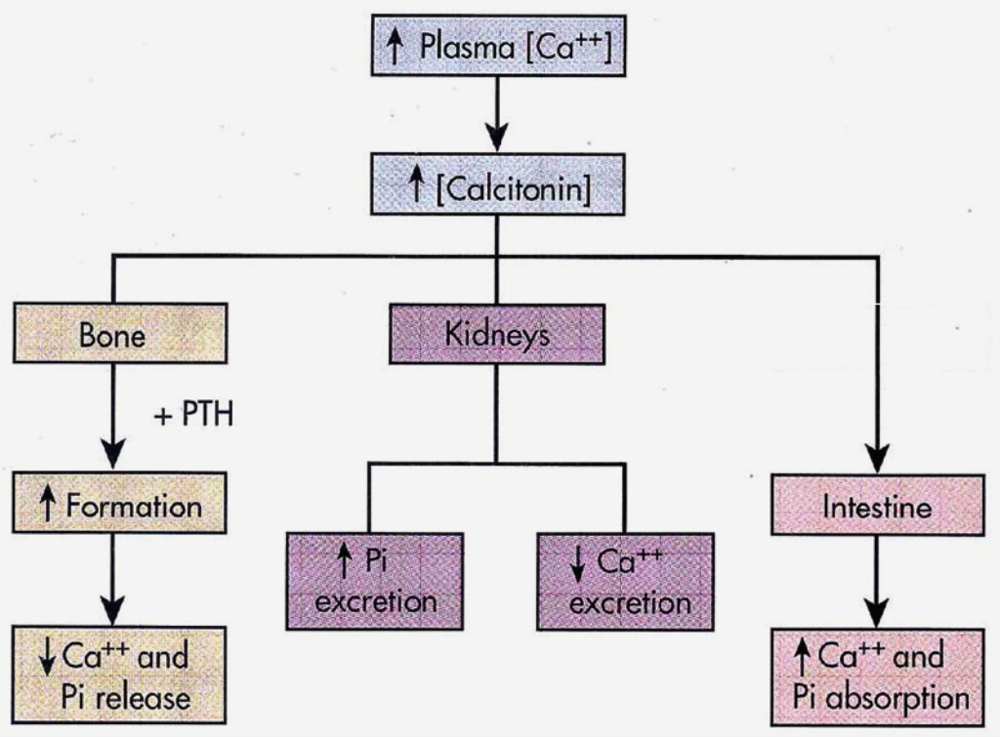 ↑ Plasma [Ca⁺⁺]
↑ [Calcitonin]
Bone
Kidneys
+ PTH
↑ Formation
Intestine
↑ Pi
excretion
↓ Ca⁺⁺
excretion
↓ Ca⁺⁺ and
Pi release
↑ Ca⁺⁺ and
Pi absorption